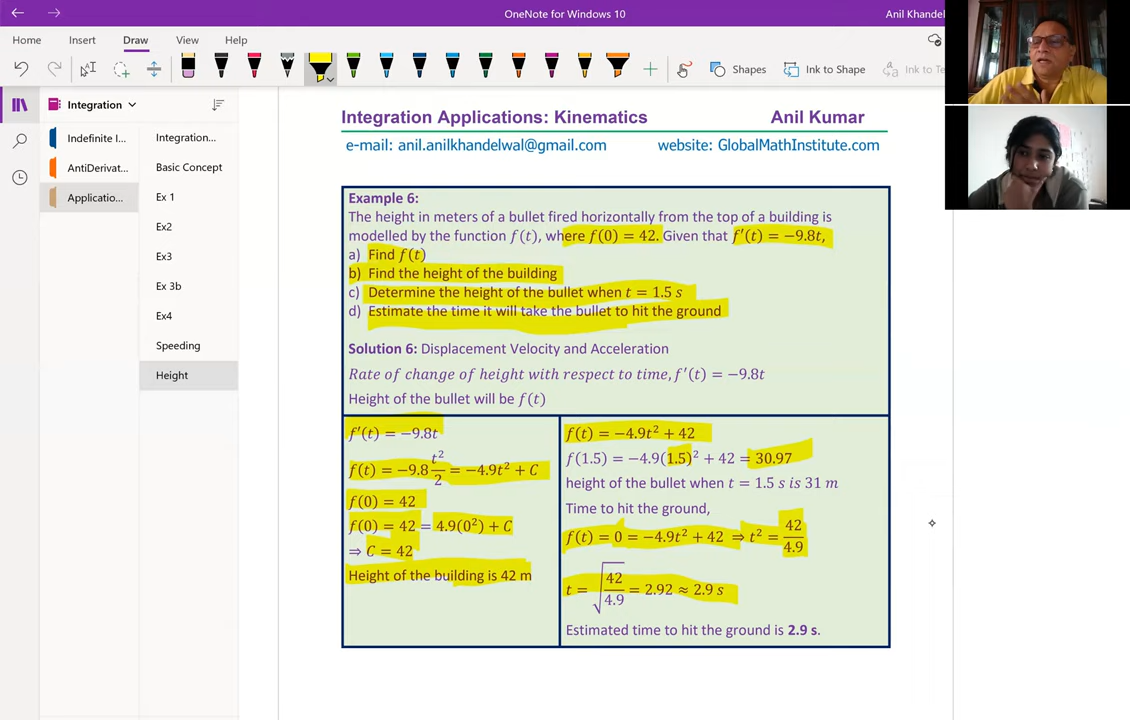 OneNote for Windows 10
Anil Khandel
Home Insert Draw View Help
Shapes Ink to Shape Ink to Te
Integration
Indefinite I...
AntiDerivat...
Applicatio...
Integration...
Basic Concept
Ex 1
Ex2
Ex3
Ex 3b
Ex4
Speeding
Height
Integration Applications: Kinematics Anil Kumar
e-mail: anil.anilkhandelwal@gmail.com website: GlobalMathInstitute.com
Example 6:
The height in meters of a bullet fired horizontally from the top of a building is
modelled by the function f(t), where f(0) = 42. Given that f′(t) = −9.8t,
a) Find f(t)
b) Find the height of the building
c) Determine the height of the bullet when t = 1.5 s
d) Estimate the time it will take the bullet to hit the ground
Solution 6: Displacement Velocity and Acceleration
Rate of change of height with respect to time, f′(t) = −9.8t
Height of the bullet will be f(t)
f′(t) = −9.8t
f(t) = −9.8 t²/2 = −4.9t² + C
f(0) = 42
f(0) = 42 = 4.9(0²) + C
⇒ C = 42
Height of the building is 42 m
f(t) = −4.9t² + 42
f(1.5) = −4.9(1.5)² + 42 = 30.97
height of the bullet when t = 1.5 s is 31 m
Time to hit the ground,
f(t) = 0 = −4.9t² + 42 ⇒ t² = 42/4.9
t = √(42/4.9) = 2.92 ≈ 2.9 s
Estimated time to hit the ground is 2.9 s.